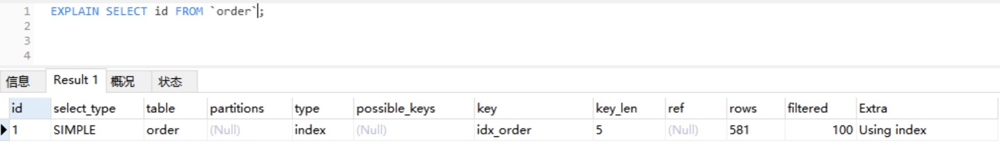 1 EXPLAIN SELECT id FROM `order`;
2
3
4
信息 Result 1 概况 状态
id select_type table partitions type possible_keys key key_len ref rows filtered Extra
1 SIMPLE order (Null) index (Null) idx_order 5 (Null) 581 100 Using index